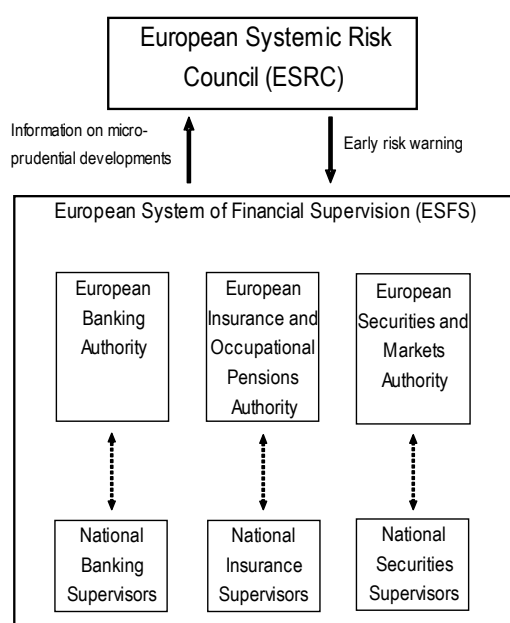 European Systemic Risk
Council (ESRC)
Information on micro-
prudential developments
Early risk warning
European System of Financial Supervision (ESFS)
European
Banking
Authority
European
Insurance and
Occupational
Pensions
Authority
European
Securities and
Markets
Authority
National
Banking
Supervisors
National
Insurance
Supervisors
National
Securities
Supervisors